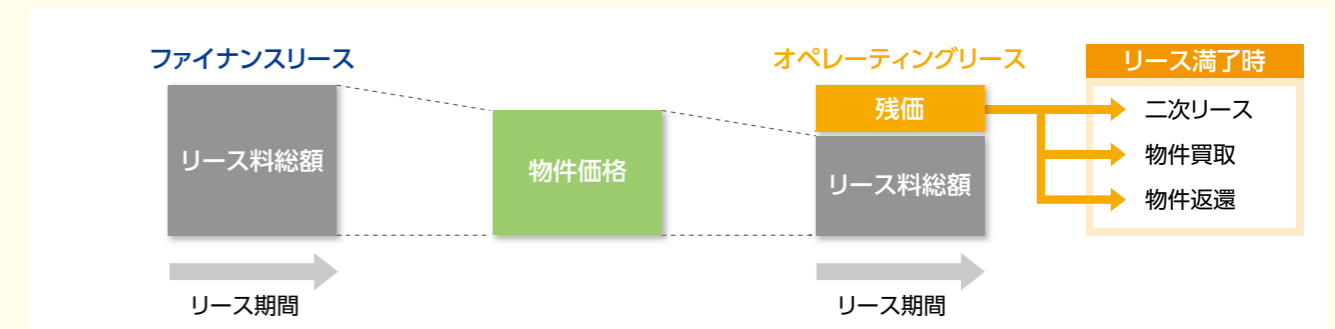 ファイナンスリース
リース料総額
リース期間
物件価格
オペレーティングリース
残価
リース料総額
リース期間
リース満了時
二次リース
物件買取
物件返還